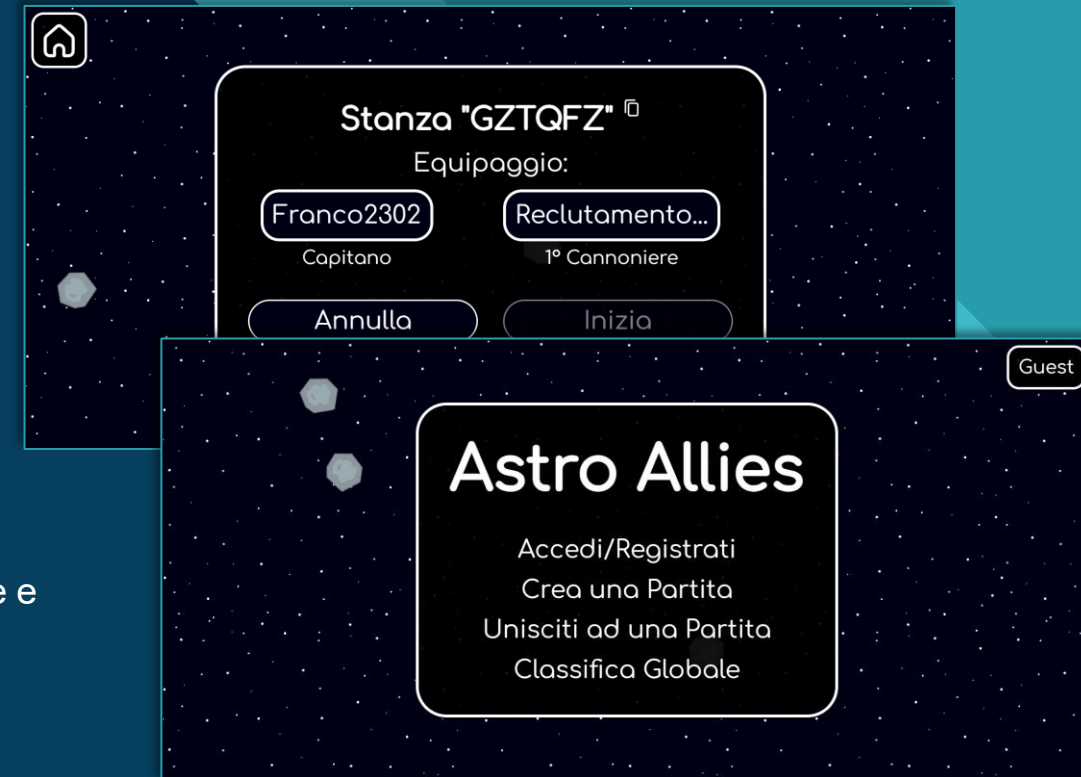 Stanza "GZTQFZ"
Equipaggio:
Franco2302 Reclutamento...
Capitano 1° Cannoniere
Annulla Inizia
Guest
Astro Allies
Accedi/Registrati
Crea una Partita
Unisciti ad una Partita
Classifica Globale
e e